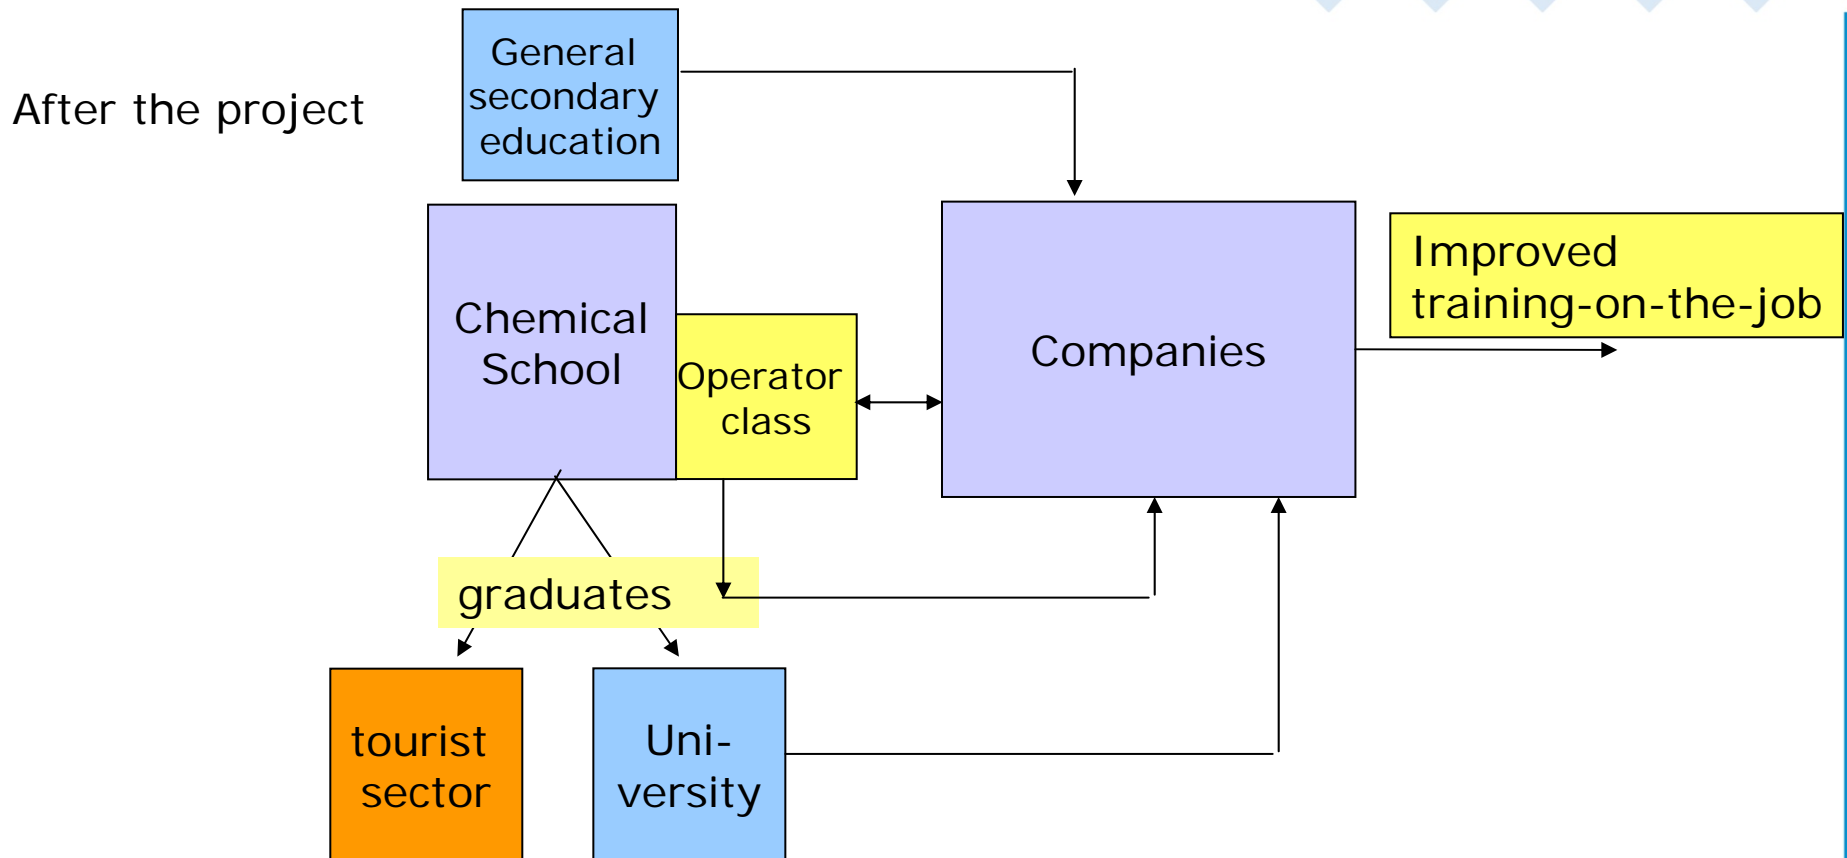 After the project
General
secondary
education
Chemical
School
Operator
class
Companies
Improved
training-on-the-job
graduates
tourist
sector
Uni-
versity